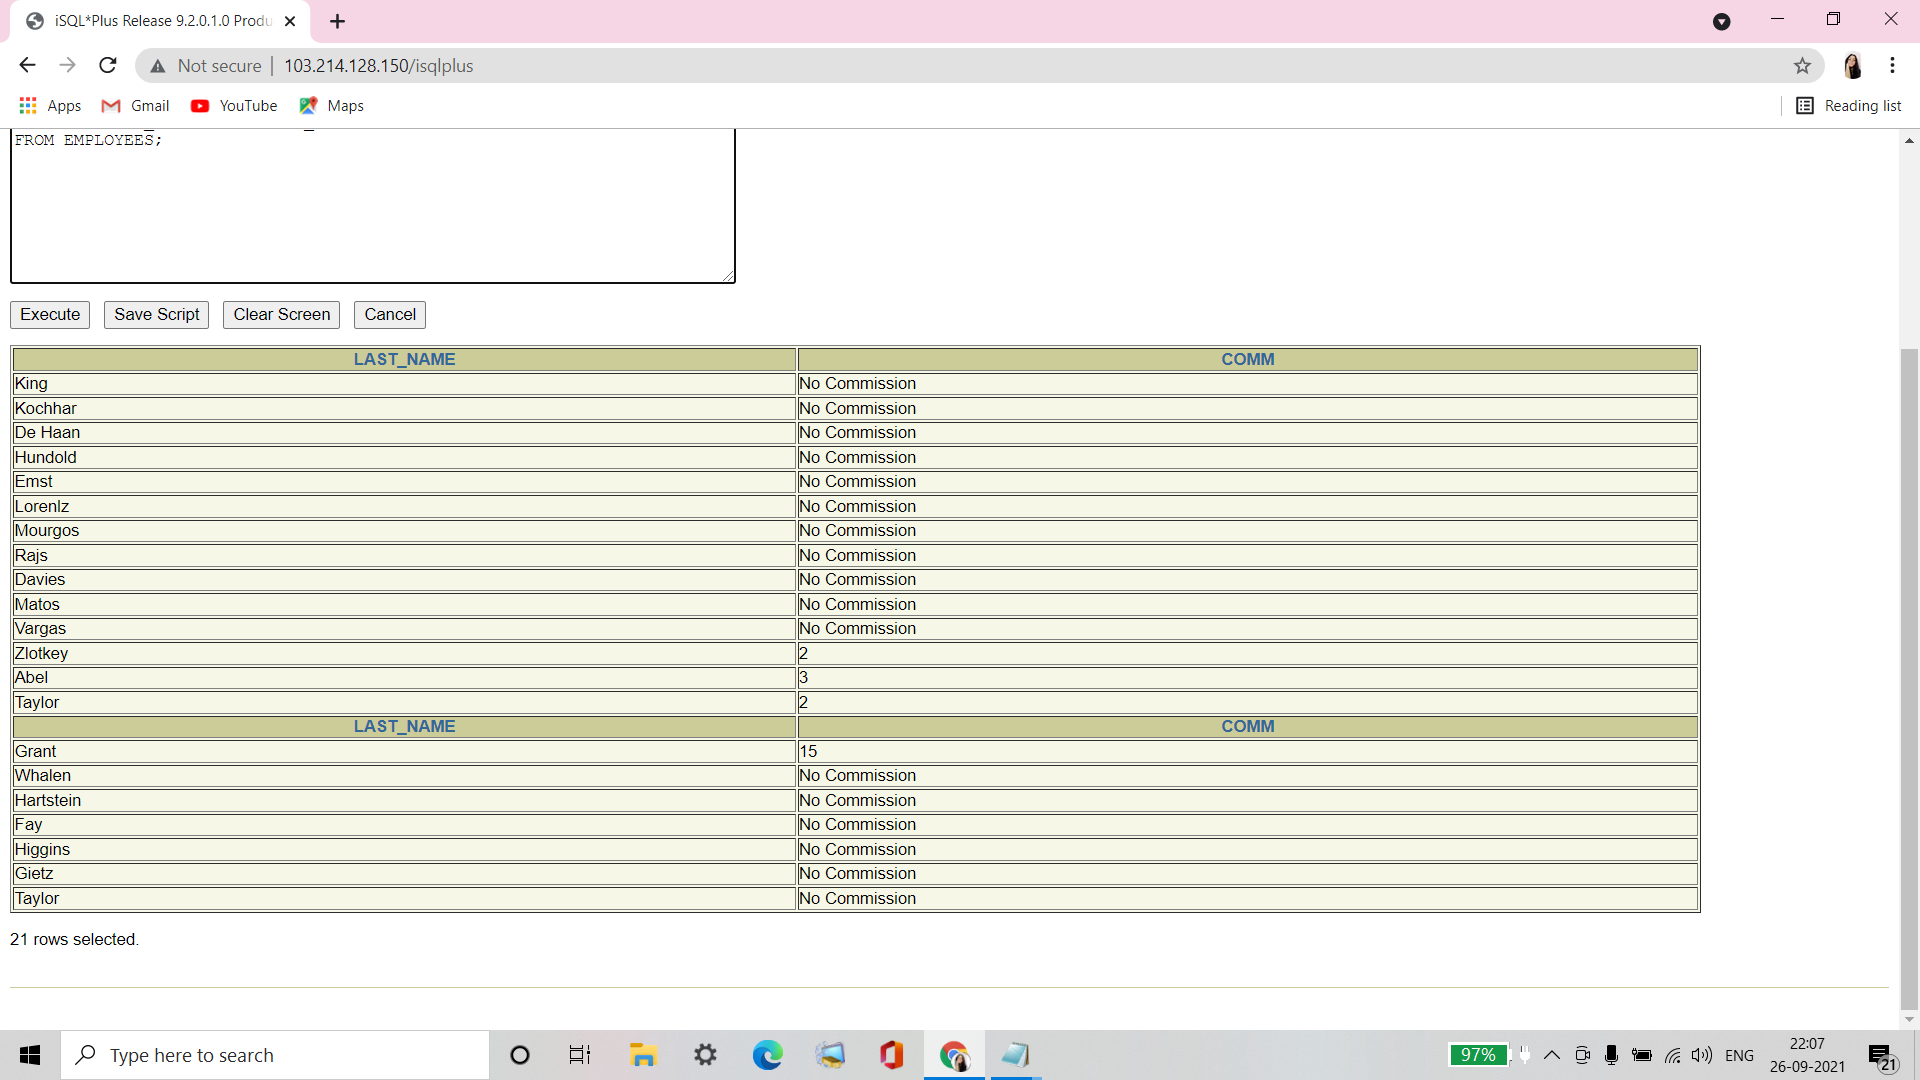 iSQL*Plus Release 9.2.0.1.0 Produ
Not secure | 103.214.128.150/isqlplus
Apps Gmail YouTube Maps Reading list
FROM EMPLOYEES;
Execute Save Script Clear Screen Cancel
LAST_NAME COMM
King No Commission
Kochhar No Commission
De Haan No Commission
Hundold No Commission
Ernst No Commission
Lorenlz No Commission
Mourgos No Commission
Rajs No Commission
Davies No Commission
Matos No Commission
Vargas No Commission
Zlotkey 2
Abel 3
Taylor 2
LAST_NAME COMM
Grant 15
Whalen No Commission
Hartstein No Commission
Fay No Commission
Higgins No Commission
Gietz No Commission
Taylor No Commission
21 rows selected.
Type here to search 97% ENG 22:07
26-09-2021 21